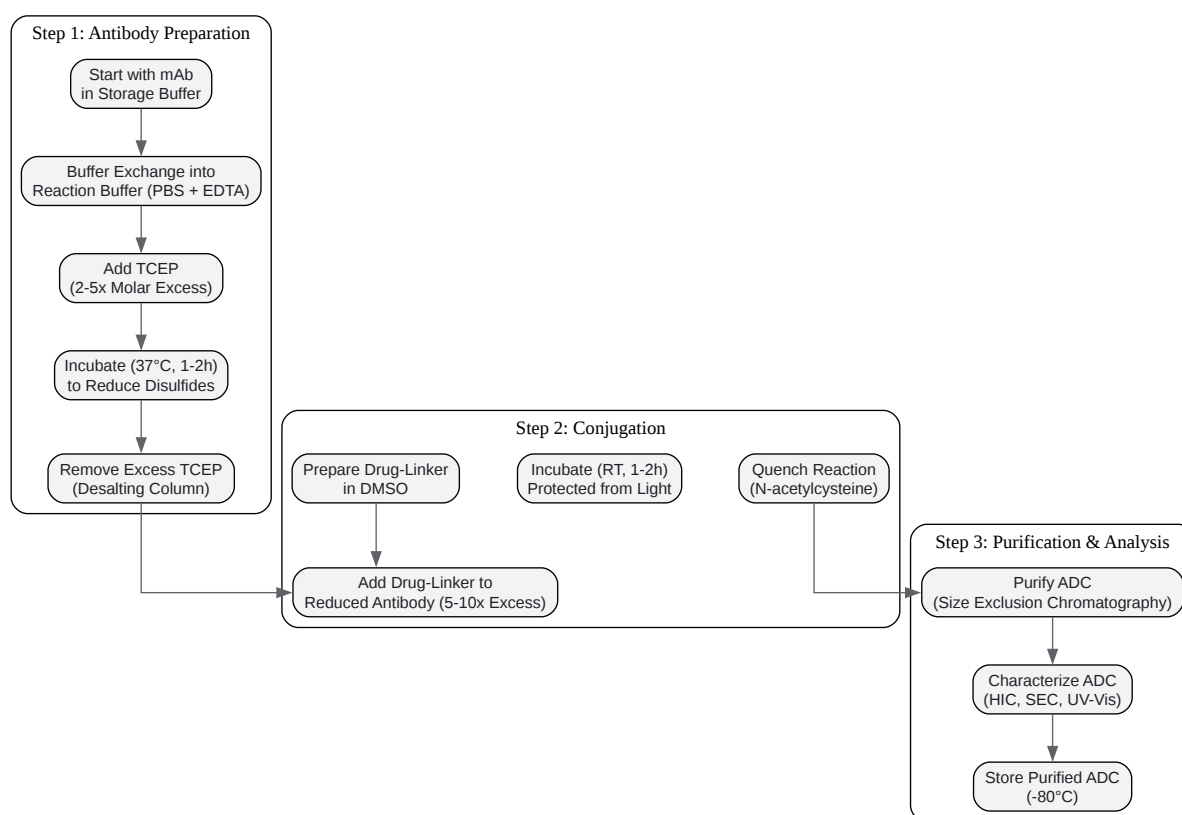 Step 1: Antibody Preparation
Start with mAb
in Storage Buffer
Buffer Exchange into
Reaction Buffer (PBS + EDTA)
Add TCEP
(2-5x Molar Excess)
Incubate (37°C, 1-2h)
to Reduce Disulfides
Remove Excess TCEP
(Desalting Column)
Step 2: Conjugation
Prepare Drug-Linker
in DMSO
Incubate (RT, 1-2h)
Protected from Light
Quench Reaction
(N-acetylcysteine)
Add Drug-Linker to
Reduced Antibody (5-10x Excess)
Step 3: Purification & Analysis
Purify ADC
(Size Exclusion Chromatography)
Characterize ADC
(HIC, SEC, UV-Vis)
Store Purified ADC
(-80°C)